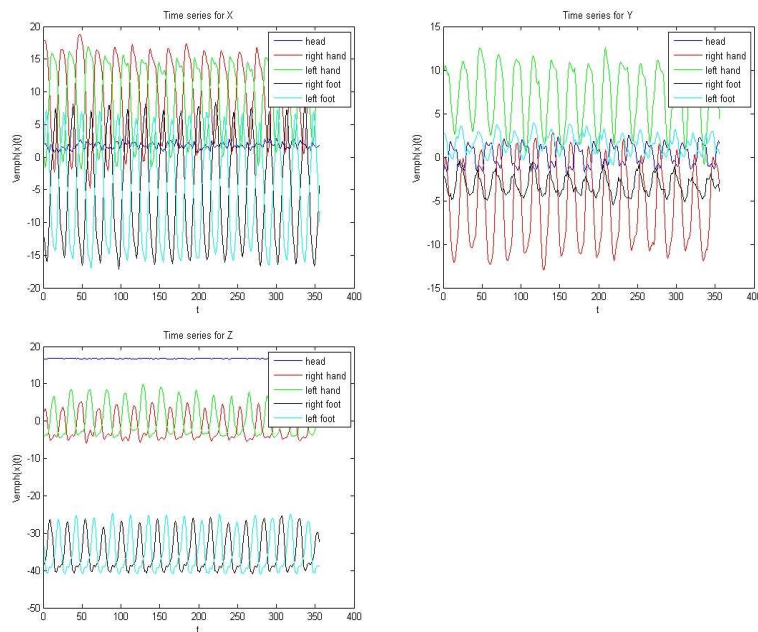 Time series for X
20
15
10
5
0
-5
-10
-15
-20
0 50 100 150 200 250 300 350 400
t
\emph{x}(t)
head
right hand
left hand
right foot
left foot
Time series for Y
15
10
5
0
-5
-10
-15
0 50 100 150 200 250 300 350 400
t
\emph{x}(t)
head
right hand
left hand
right foot
left foot
Time series for Z
20
10
0
-10
-20
-30
-40
-50
0 50 100 150 200 250 300 350 400
t
\emph{x}(t)
head
right hand
left hand
right foot
left foot